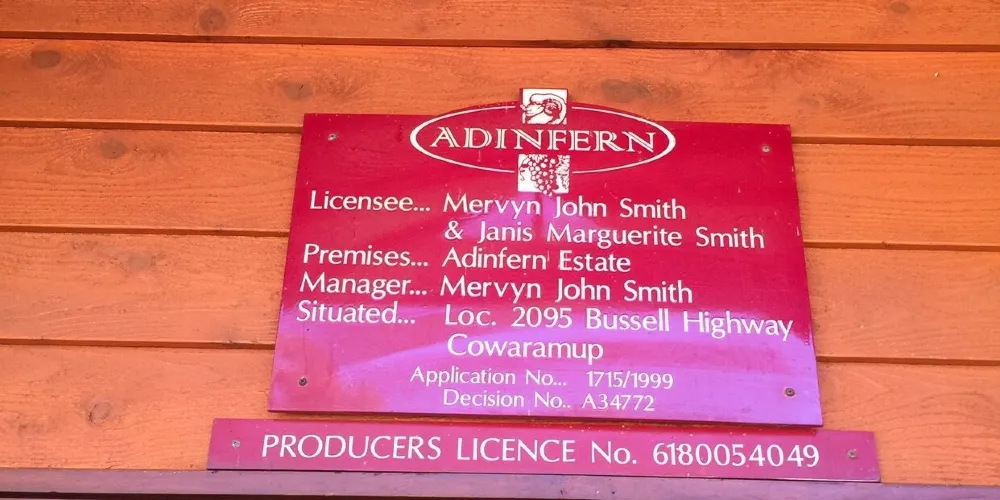 ADINFERN
Licensee... Mervyn John Smith
& Janis Marguerite Smith
Premises... Adinfern Estate
Manager... Mervyn John Smith
Situated... Loc. 2095 Bussell Highway
Cowaramup
Application No... 1715/1999
Decision No.. A34772
PRODUCERS LICENCE No. 6180054049